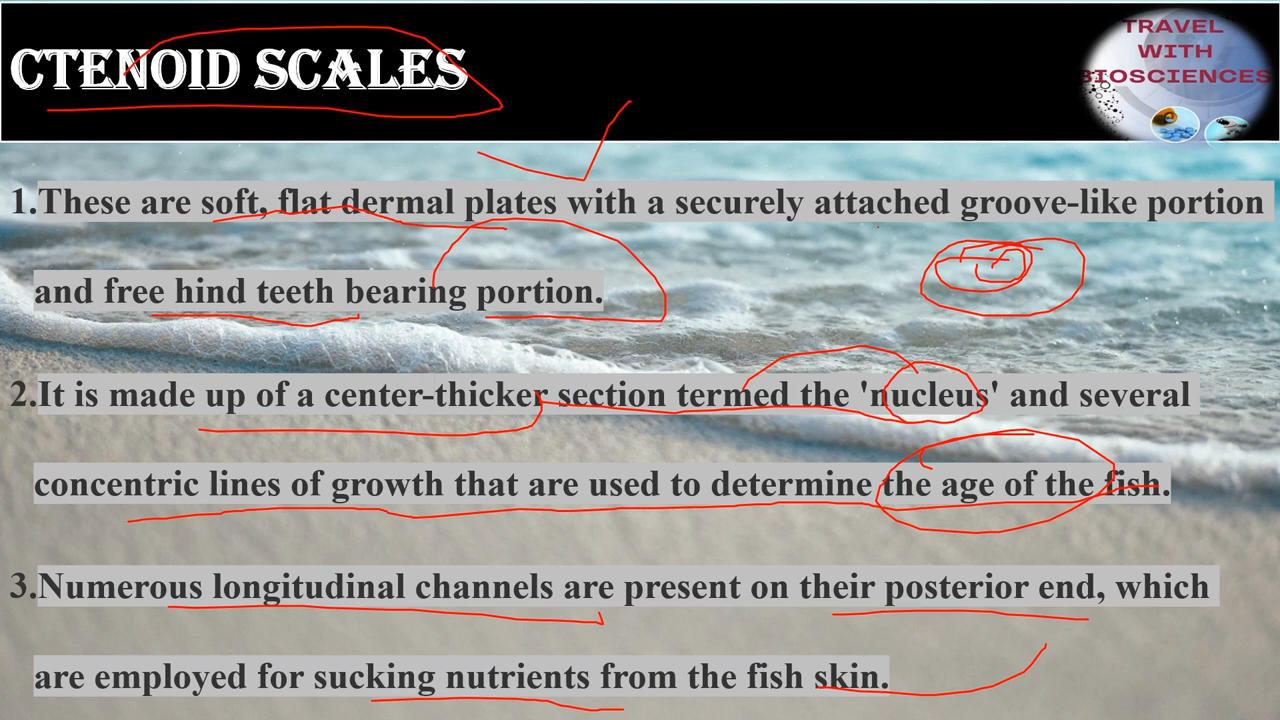 CTENOID SCALES
TRAVEL
WITH
BIOSCIENCES
1.These are soft, flat dermal plates with a securely attached groove-like portion
and free hind teeth bearing portion.
2.It is made up of a center-thicker section termed the 'nucleus' and several
concentric lines of growth that are used to determine the age of the fish.
3.Numerous longitudinal channels are present on their posterior end, which
are employed for sucking nutrients from the fish skin.